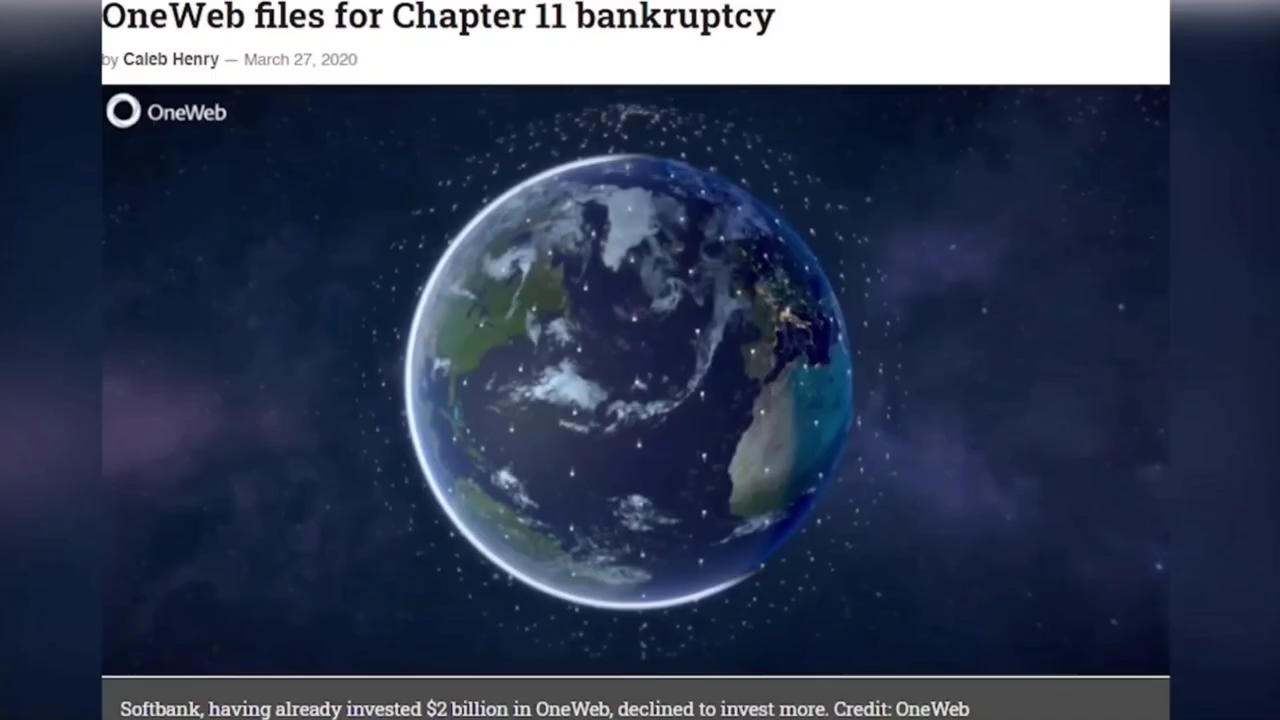 OneWeb files for Chapter 11 bankruptcy
by Caleb Henry — March 27, 2020
OneWeb
Softbank, having already invested $2 billion in OneWeb, declined to invest more. Credit: OneWeb